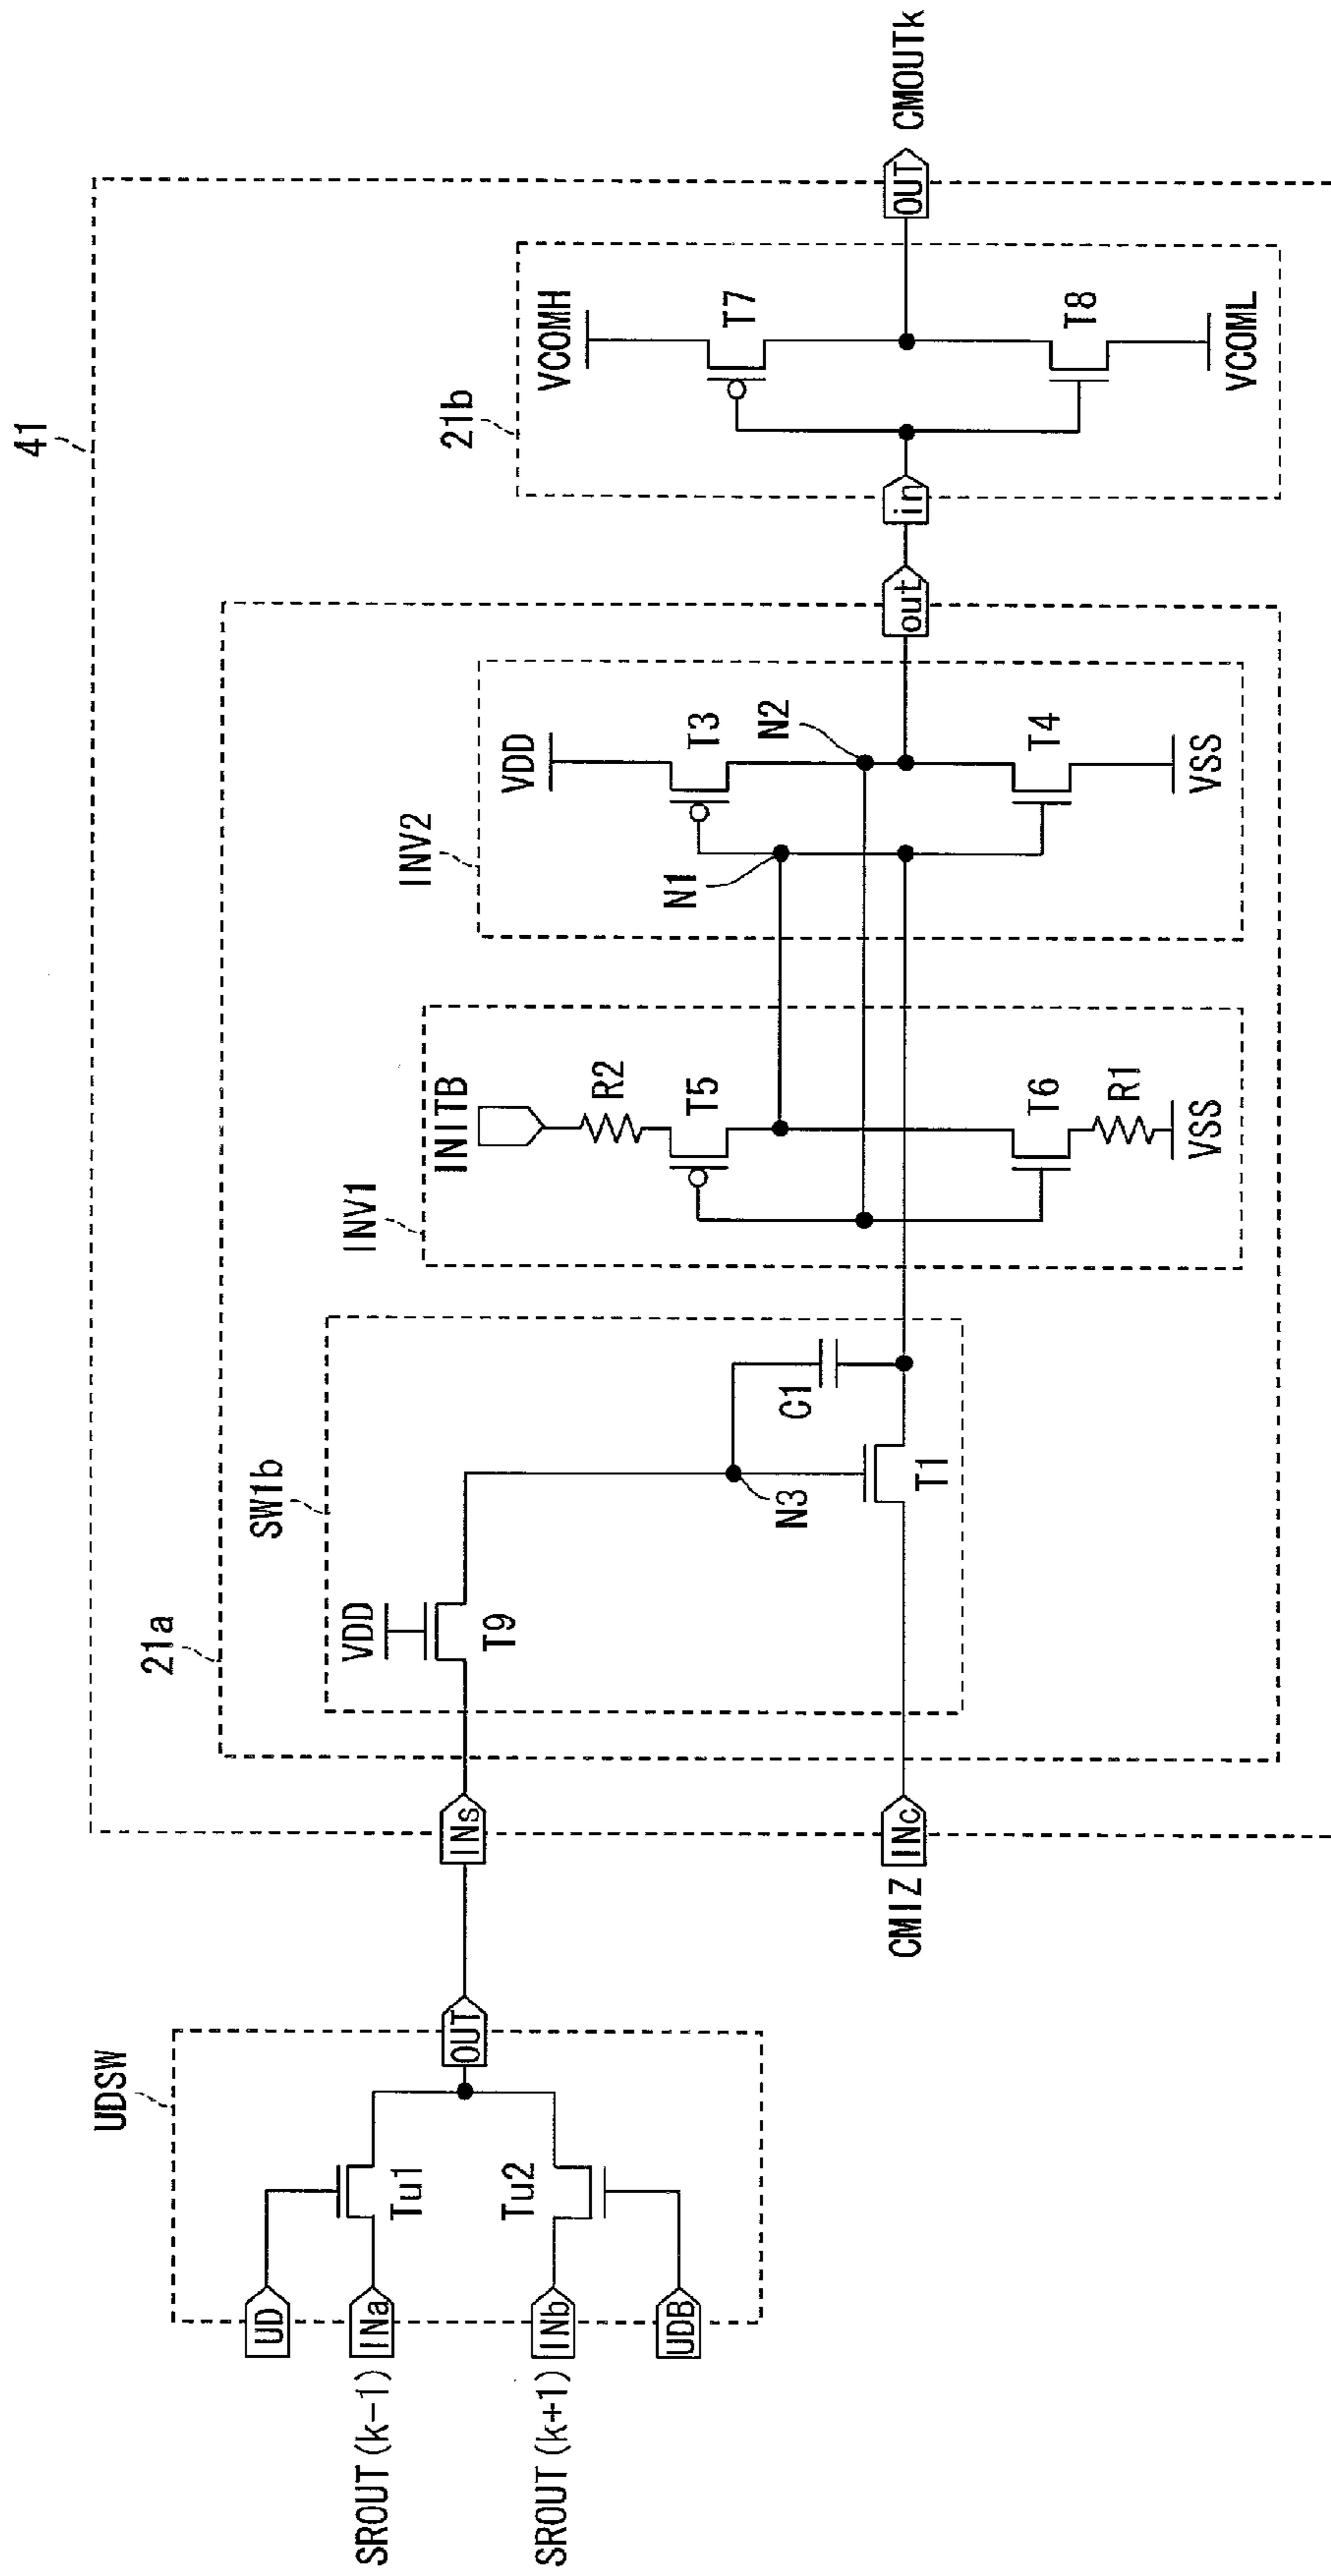 41
21a
SW1b
INV1
INV2
21b
UDSW
UD
INa
SROUT(k-1)
Tu1
Tu2
INb
SROUT(k+1)
UDB
OUT
INs
CMIZ
INc
VDD
T9
N3
C1
T1
INITB
R2
T5
T6
R1
VSS
VDD
T3
N1
N2
T4
VSS
out
in
VCOMH
T7
T8
VCOML
OUT
CMOUTk